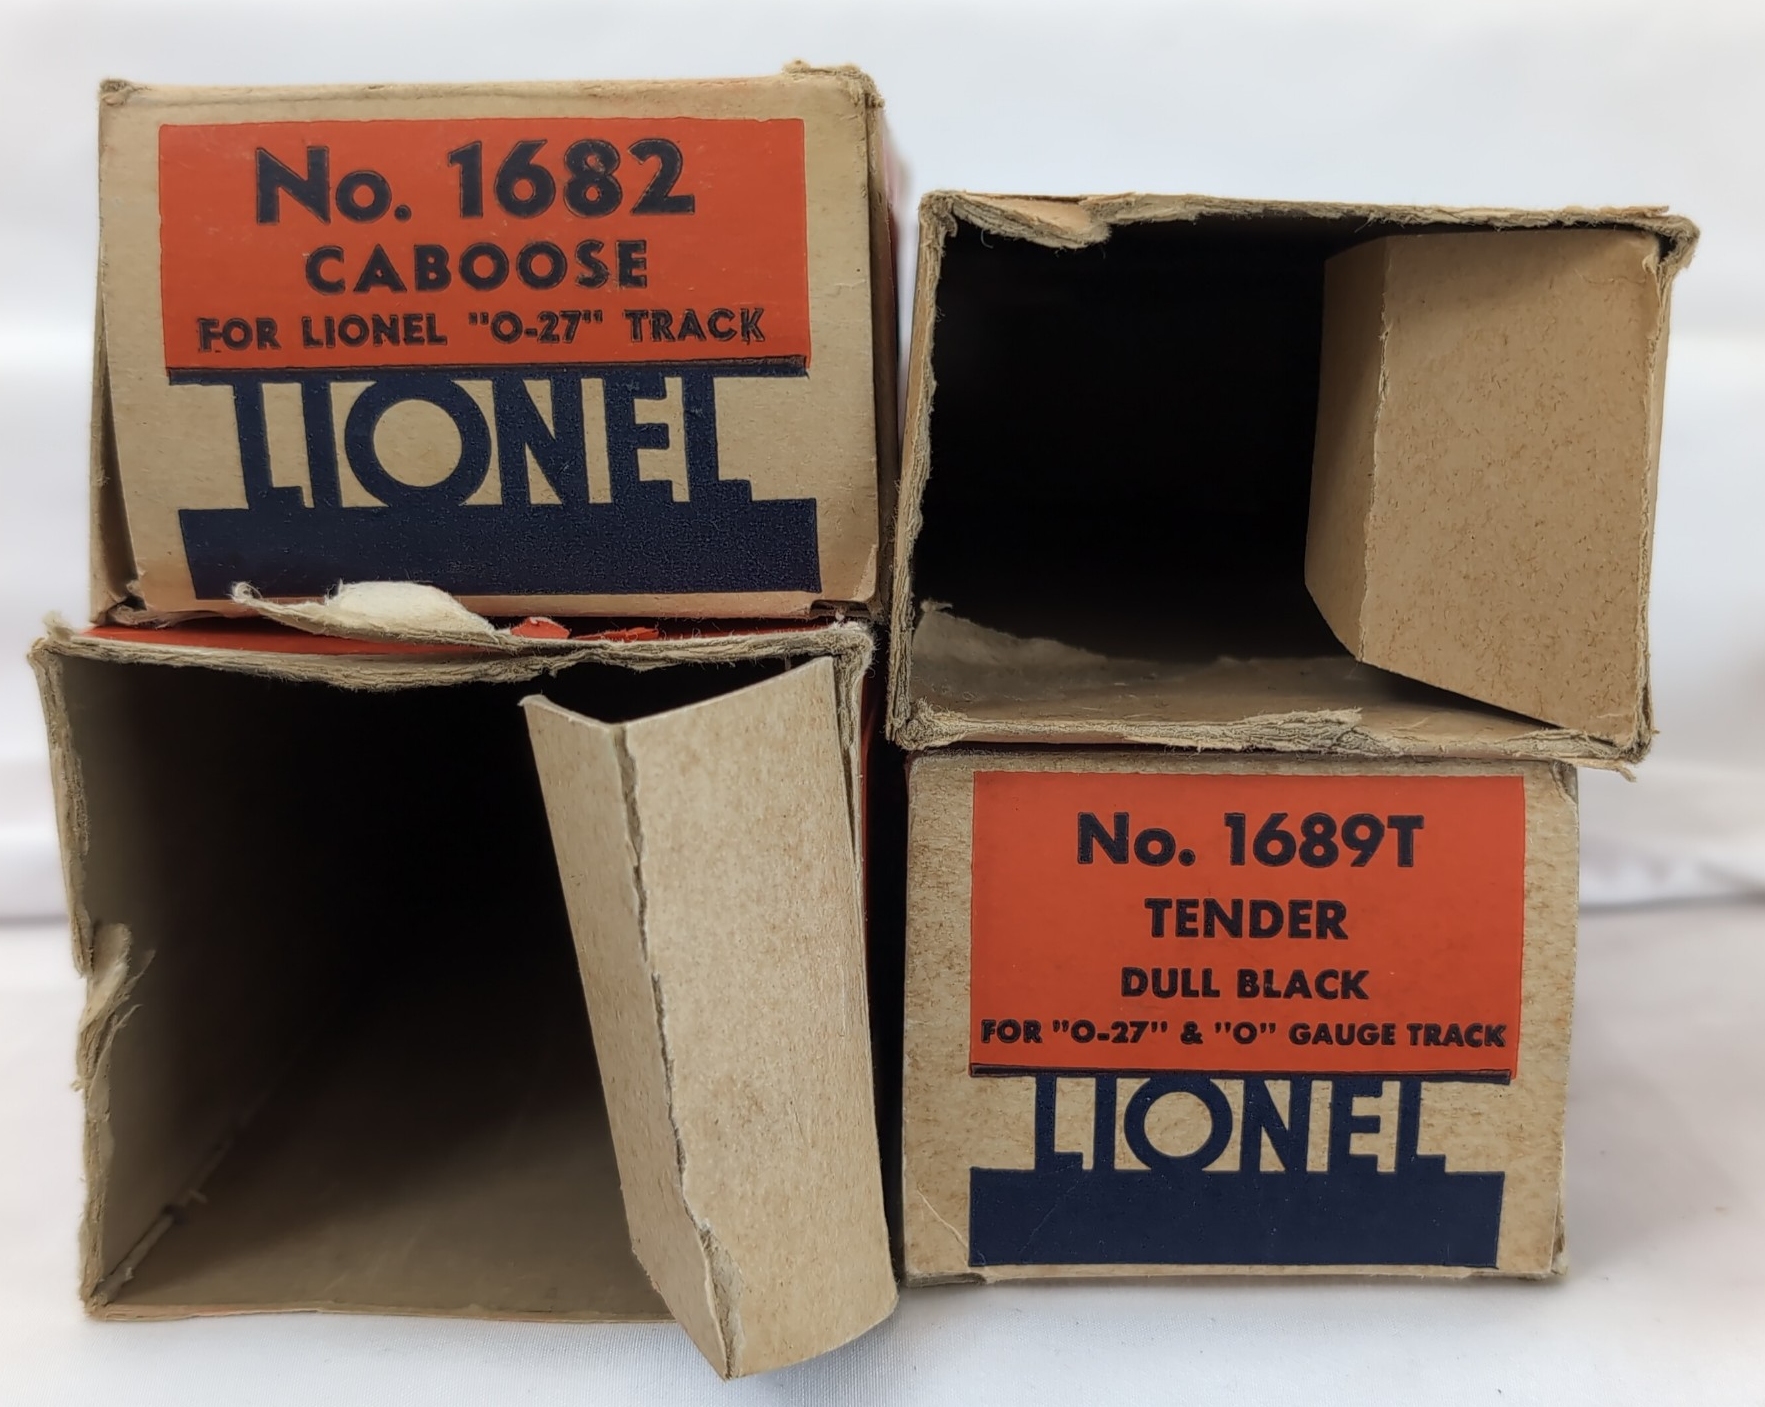 No. 1682
CABOOSE
FOR LIONEL "O-27" TRACK
LIONEL
No. 1689T
TENDER
DULL BLACK
FOR "O-27" & "O" GAUGE TRACK
LIONEL